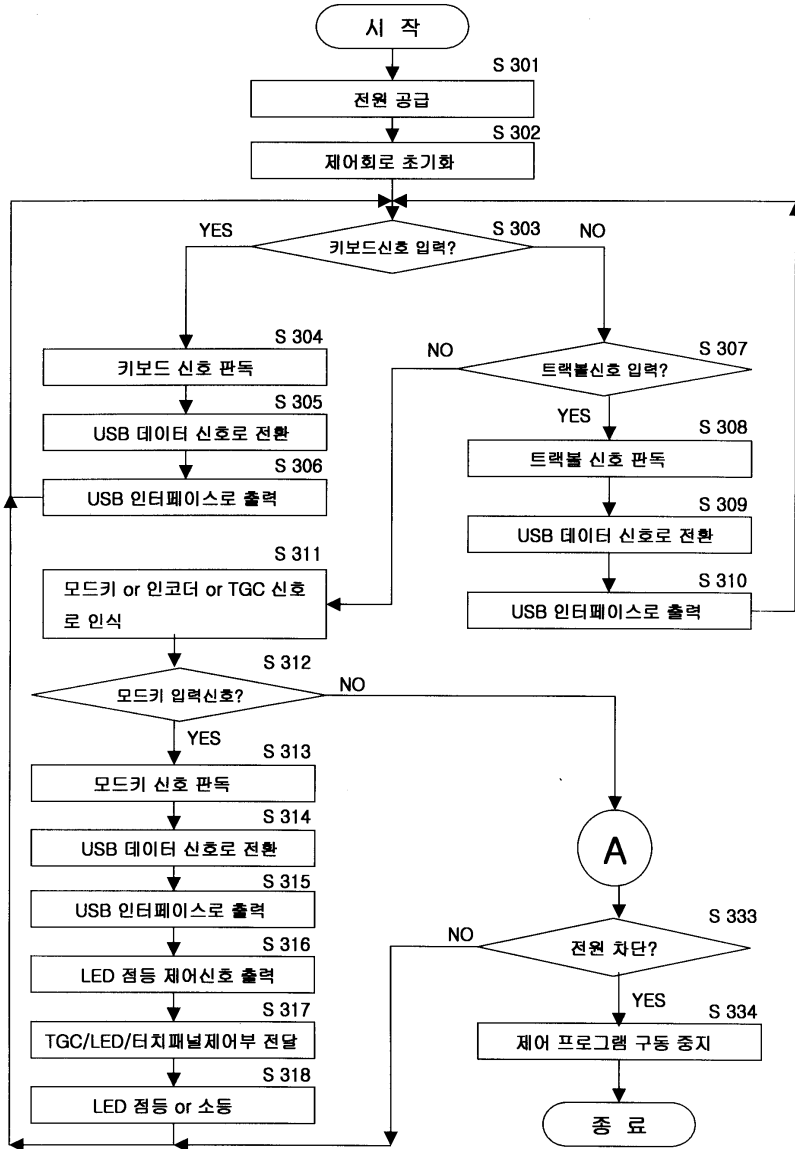 시 작
S 301
전원 공급
S 302
제어회로 초기화
S 303
YES
키보드신호 입력?
NO
S 304
키보드 신호 판독
S 305
USB 데이터 신호로 전환
S 306
USB 인터페이스로 출력
NO
S 307
트랙볼신호 입력?
YES
S 308
트랙볼 신호 판독
S 309
USB 데이터 신호로 전환
S 310
USB 인터페이스로 출력
S 311
모드키 or 인코더 or TGC 신호
로 인식
S 312
모드키 입력신호?
NO
YES
S 313
모드키 신호 판독
S 314
USB 데이터 신호로 전환
S 315
USB 인터페이스로 출력
S 316
LED 점등 제어신호 출력
S 317
TGC/LED/터치패널제어부 전달
S 318
LED 점등 or 소등
A
S 333
NO
전원 차단?
YES
S 334
제어 프로그램 구동 중지
종 료